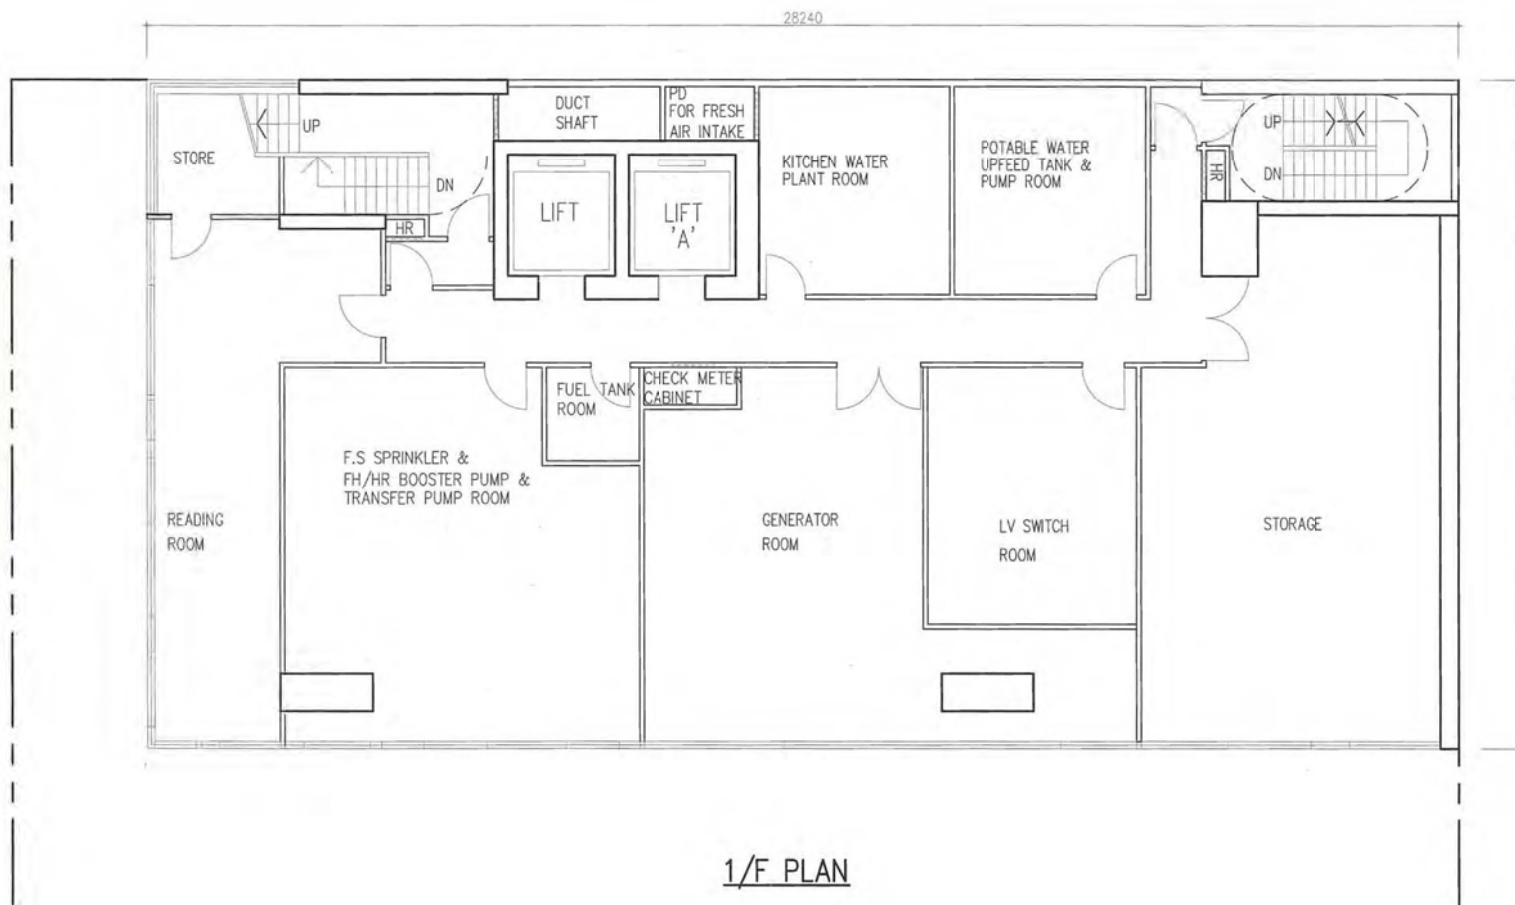 28240
DUCT
SHAFT
PD
FOR FRESH
AIR INTAKE
UP
STORE
DN
HR
LIFT
LIFT
'A'
KITCHEN WATER
PLANT ROOM
POTABLE WATER
UPFEED TANK &
PUMP ROOM
UP
DN
HR
FUEL TANK
ROOM
CHECK METER
CABINET
F.S SPRINKLER &
FH/HR BOOSTER PUMP &
TRANSFER PUMP ROOM
READING
ROOM
GENERATOR
ROOM
LV SWITCH
ROOM
STORAGE
1/F PLAN